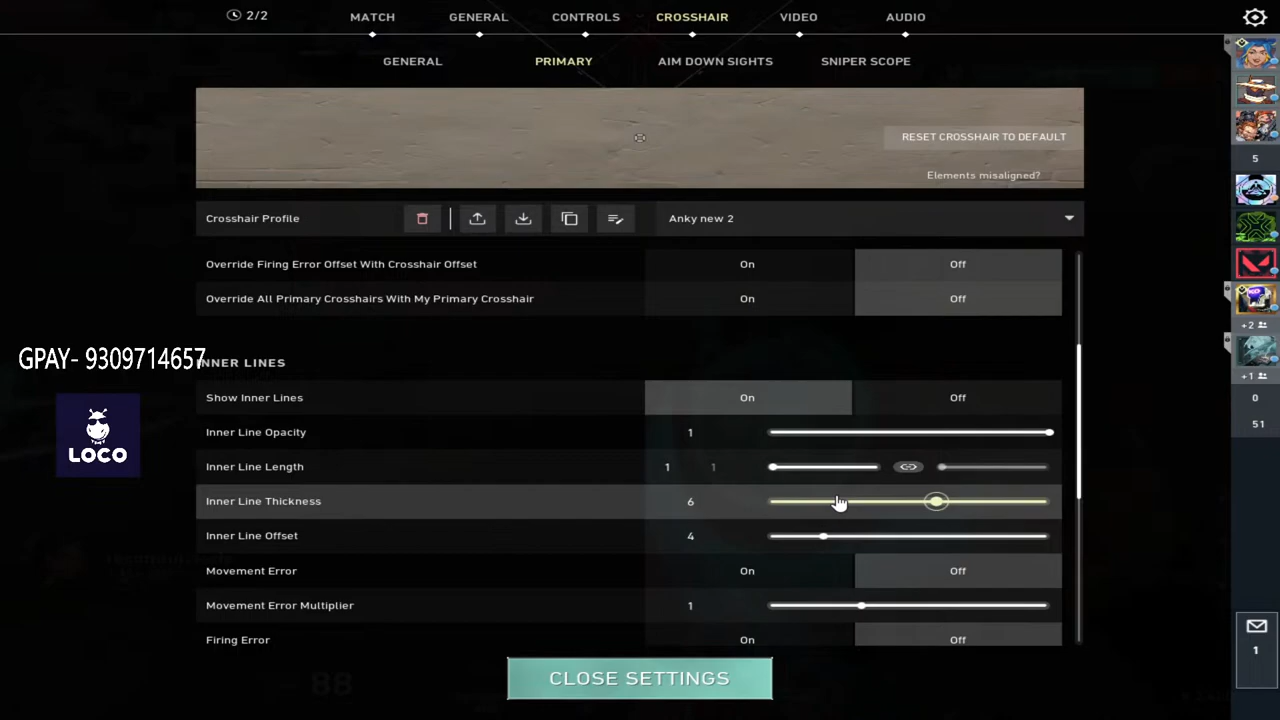 2/2
MATCH
GENERAL
CONTROLS
CROSSHAIR
VIDEO
AUDIO
GENERAL
PRIMARY
AIM DOWN SIGHTS
SNIPER SCOPE
RESET CROSSHAIR TO DEFAULT
Elements misaligned?
Crosshair Profile
Anky new 2
Override Firing Error Offset With Crosshair Offset On Off
Override All Primary Crosshairs With My Primary Crosshair On Off
GPAY- 9309714657
INNER LINES
Show Inner Lines On Off
Inner Line Opacity 1
LOCO
Inner Line Length 1 1
Inner Line Thickness 6
Inner Line Offset 4
Movement Error On Off
Movement Error Multiplier 1
Firing Error On Off
CLOSE SETTINGS
88
5
+2
+1
0
51
1